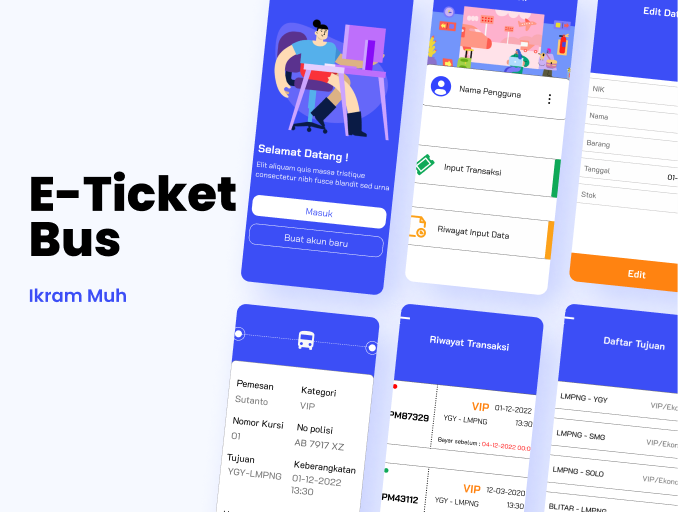 E-Ticket
Bus
Ikram Muh
Selamat Datang !
Elit aliquan quis massa tristique
consectetur nibh fusce blandit sed urna
Masuk
Buat akun baru
Nama Pengguna
Input Transaksi
Riwayat Input Data
Edit Dat
NIK
Nama
Barang
Tanggal
01-
Stok
Edit
Pemesan
Kategori
Sutanto
VIP
Nomor Kursi
No polisi
01
AB 7917 XZ
Tujuan
Keberangkatan
YGY-LMPNG
01-12-2022
13:30
Riwayat Transaksi
PM87329
VIP
01-12-2022
YGY - LMPNG
13:30
Bayar sebelum : 04-12-2022 00:0
PM43112
VIP
12-03-2020
YGY - LMPNG
13:30
Daftar Tujuan
LMPNG - YGY
VIP/Eko
LMPNG - SMG
VIP/Ekon
LMPNG - SOLO
VIP/Ekono
BLITAR - LMPNG